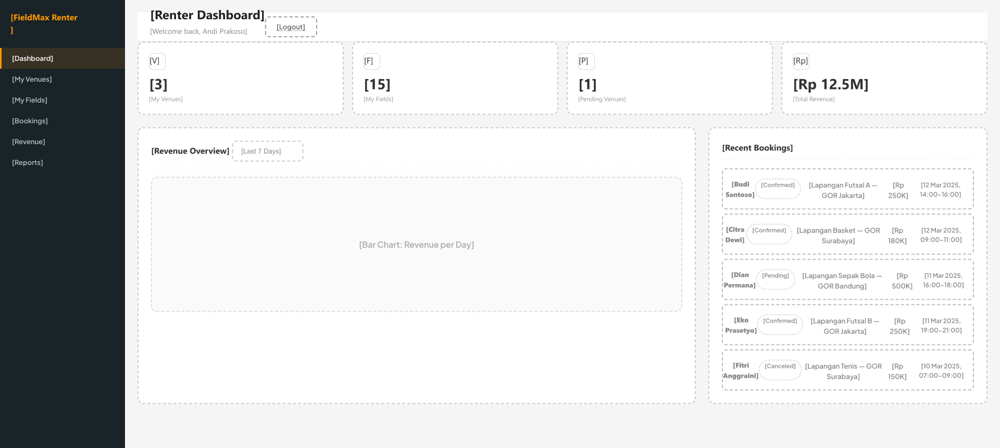 [FieldMax Renter
]
[Dashboard]
[My Venues]
[My Fields]
[Bookings]
[Revenue]
[Reports]
[Renter Dashboard]
[Welcome back, Andi Prakoso]
[Logout]
[V]
[3]
[My Venues]
[F]
[15]
[My Fields]
[P]
[1]
[Pending Venues]
[Rp]
[Rp 12.5M]
[Total Revenue]
[Revenue Overview]
[Last 7 Days]
[Bar Chart: Revenue per Day]
[Recent Bookings]
[Budi
Santoso]
[Confirmed]
[Lapangan Futsal A —
GOR Jakarta]
[Rp
250K]
[12 Mar 2025,
14:00–16:00]
[Citra
Dewi]
[Confirmed]
[Lapangan Basket — GOR
Surabaya]
[Rp
180K]
[12 Mar 2025,
09:00–11:00]
[Dian
Permana]
[Pending]
[Lapangan Sepak Bola —
GOR Bandung]
[Rp
500K]
[11 Mar 2025,
16:00–18:00]
[Eko
Prasetyo]
[Confirmed]
[Lapangan Futsal B —
GOR Jakarta]
[Rp
250K]
[11 Mar 2025,
19:00–21:00]
[Fitri
Anggraini]
[Canceled]
[Lapangan Tenis — GOR
Surabaya]
[Rp
150K]
[10 Mar 2025,
07:00–09:00]